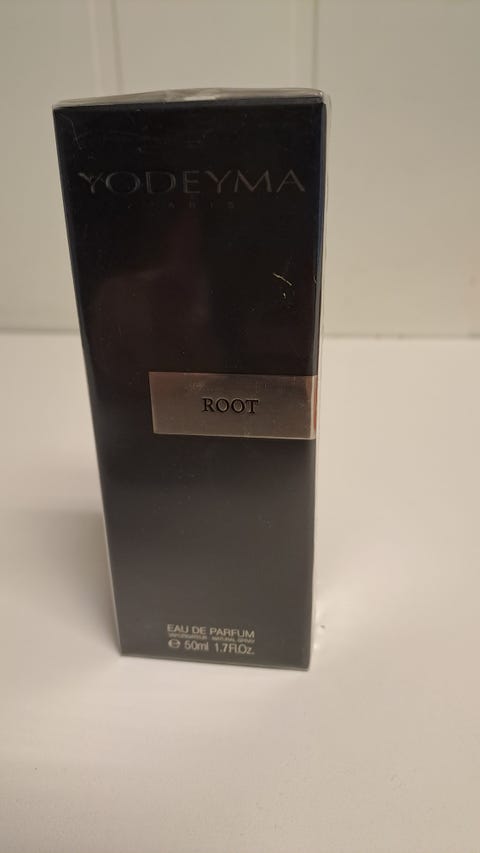 YODEYMA
PARIS
ROOT
EAU DE PARFUM
VAPORISATEUR - NATURAL SPRAY
℮ 50ml 1.7Fl.Oz.